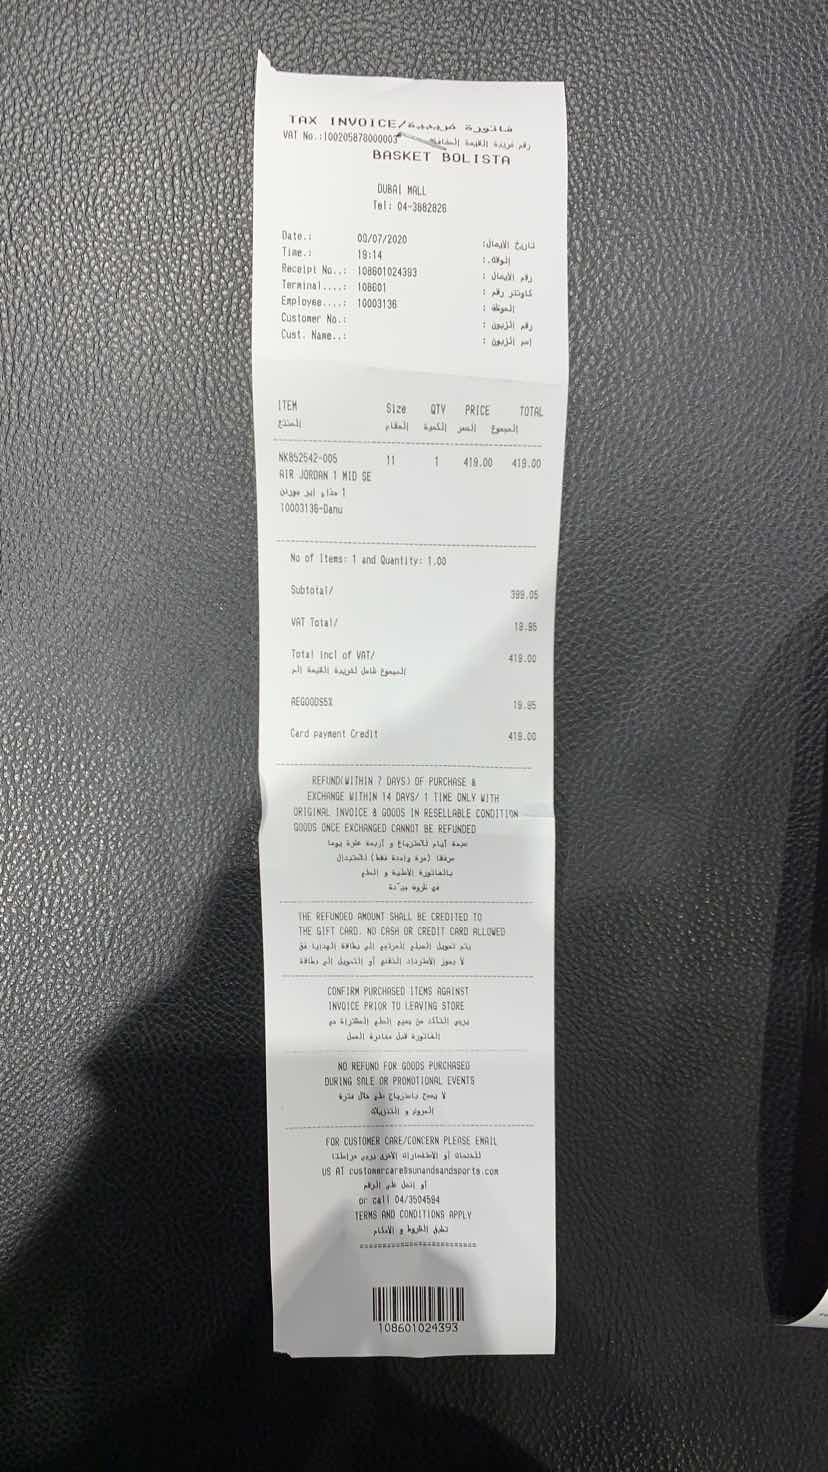 TAX INVOICE/فاتورة ضريبية
VAT No.:100205878000003 رقم ضريبة القيمة المضافة
BASKET BOLISTA
DUBAI MALL
Tel: 04-3882826
Date.: 09/07/2020 تاريخ الايصال:
Time.: 19:14 الوقت.:
Receipt No..: 108601024393 رقم الايصال :
Terminal....: 108601 كاونتر رقم :
Employee....: 10003136 الموظف :
Customer No.: رقم الزبون :
Cust. Name..: اسم الزبون :
ITEM Size QTY PRICE TOTAL
المنتج المقاس الكمية السعر المجموع
NK852542-005 11 1 419.00 419.00
AIR JORDAN 1 MID SE
1 حذاء اير جوردن
10003136-Danu
No of Items: 1 and Quantity: 1.00
Subtotal/ 399.05
VAT Total/ 19.95
Total incl of VAT/ 419.00
المجموع شامل لضريبة القيمة الم
AEGOODS5% 19.95
Card payment Credit 419.00
REFUND(WITHIN 7 DAYS) OF PURCHASE &
EXCHANGE WITHIN 14 DAYS/ 1 TIME ONLY WITH
ORIGINAL INVOICE & GOODS IN RESELLABLE CONDITION
GOODS ONCE EXCHANGED CANNOT BE REFUNDED
سبعة أيام للاسترجاع و أربعة عشرة يوما
(مرة واحدة فقط) للاستبدال
بالفاتورة الأصلية و السلع
في ظروف جيدة
THE REFUNDED AMOUNT SHALL BE CREDITED TO
THE GIFT CARD. NO CASH OR CREDIT CARD ALLOWED
يتم تحويل المبلغ المرتجع إلى بطاقة الهدايا فق
لا يجوز الاسترداد النقدي أو التحويل إلى بطاقة
CONFIRM PURCHASED ITEMS AGAINST
INVOICE PRIOR TO LEAVING STORE
يرجى التأكد من جميع السلع المشتراة مع
الفاتورة قبل مغادرة المحل
NO REFUND FOR GOODS PURCHASED
DURING SALE OR PROMOTIONAL EVENTS
لا يسمح باسترجاع سلع خلال فترة
العروض و التنزيلات
FOR CUSTOMER CARE/CONCERN PLEASE EMAIL
للخدمات أو الاستفسارات الأخرى يرجى مراسلتنا
US AT customercare@sunandsandsports.com
أو إتصل على الرقم
or call 04/3504594
TERMS AND CONDITIONS APPLY
تطبق الشروط و الأحكام
108601024393